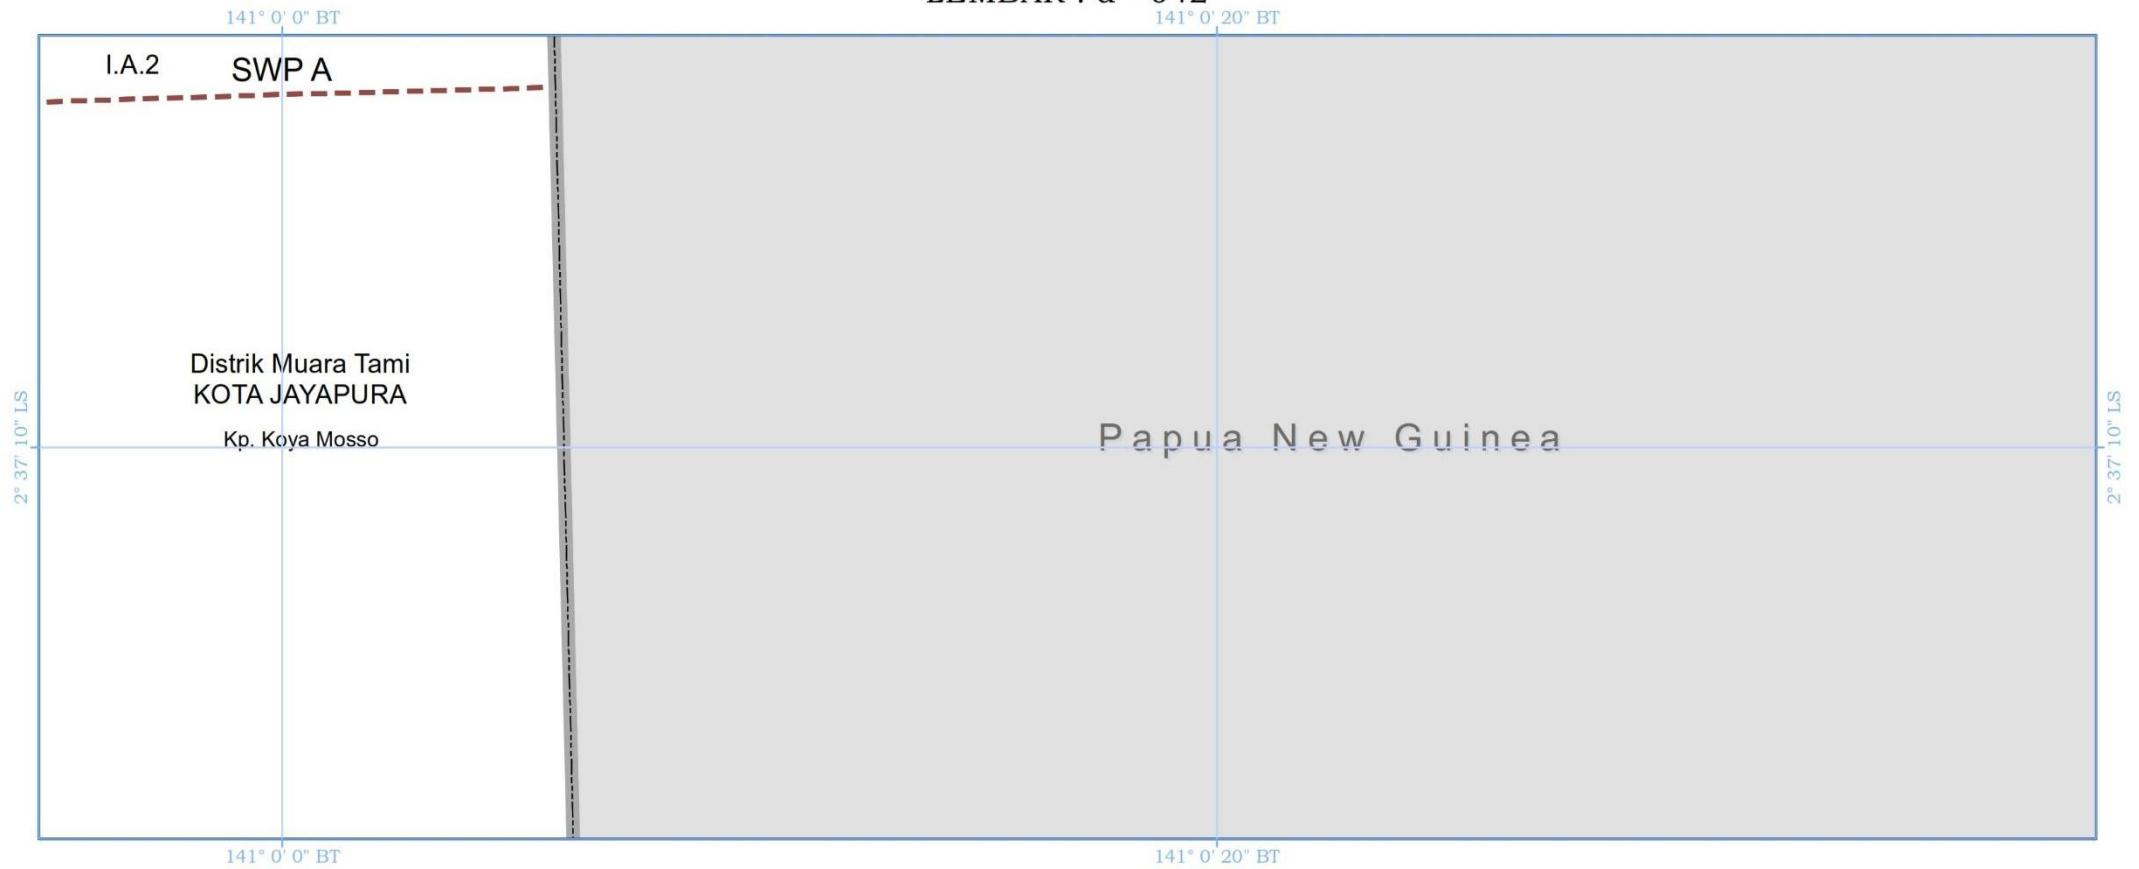 141° 0' 0" BT
141° 0' 20" BT
I.A.2
SWP A
Distrik Muara Tami
KOTA JAYAPURA
Kp. Koya Mosso
Papua New Guinea
2° 37' 10" LS
2° 37' 10" LS
141° 0' 0" BT
141° 0' 20" BT